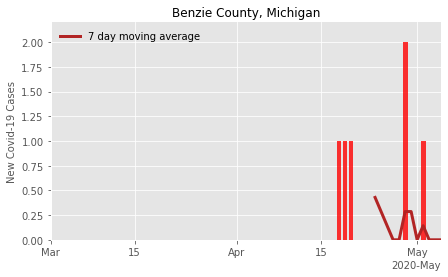 Benzie County, Michigan
7 day moving average
New Covid-19 Cases
2.00
1.75
1.50
1.25
1.00
0.75
0.50
0.25
0.00
Mar 15 Apr 15 May
2020-May